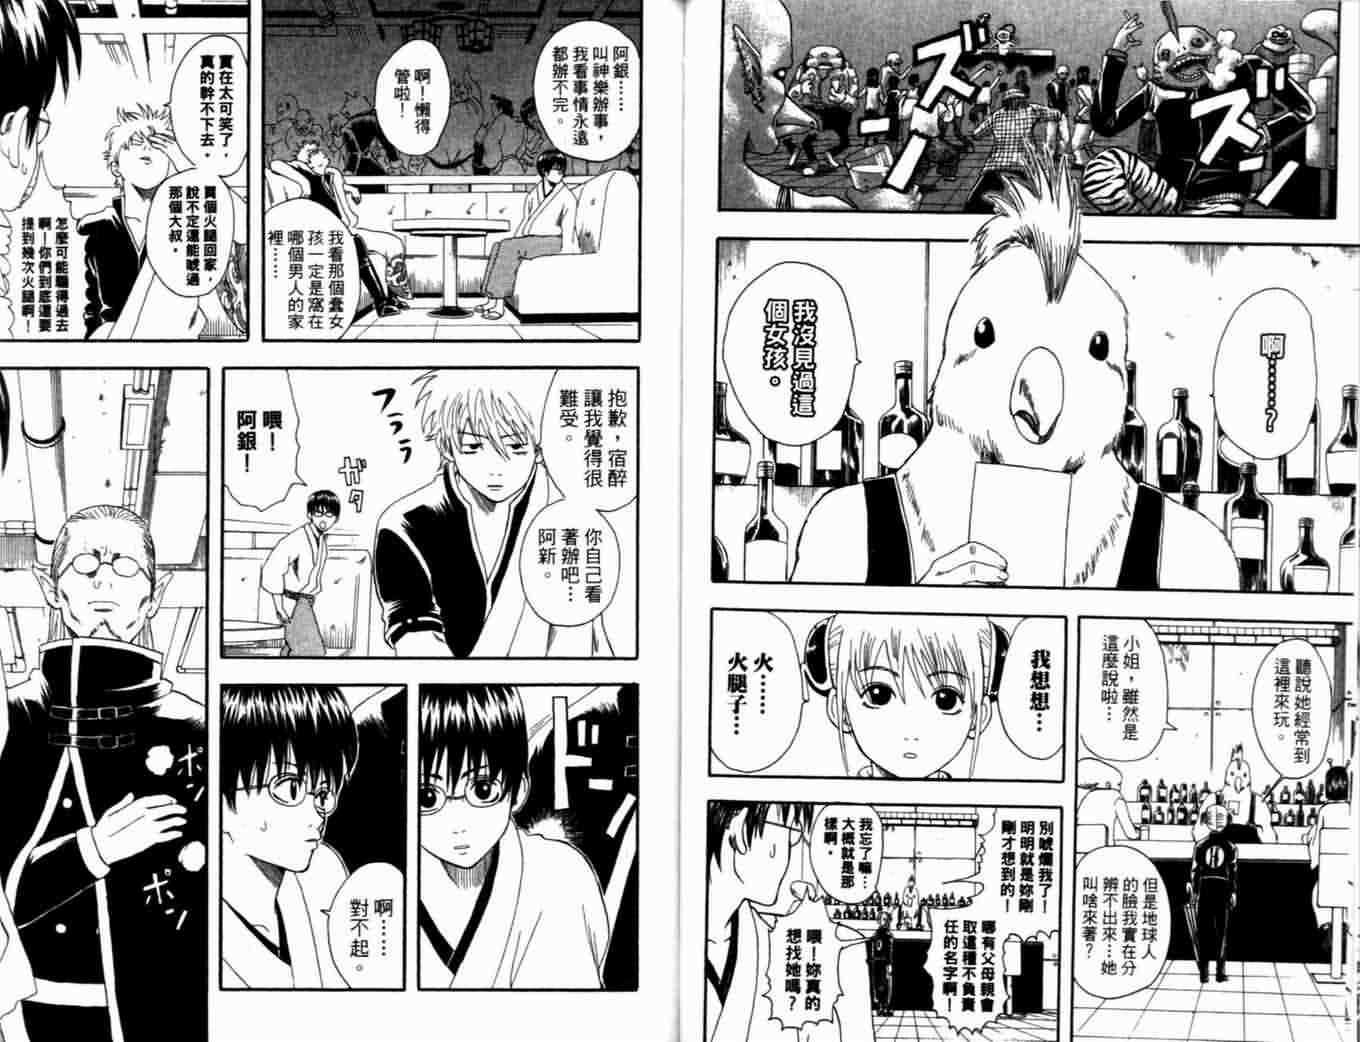 ズズー
ズン
啊………？
我沒見過這
個女孩。
聽說她經常到
這裡來玩。
小姐，雖然是
這麼說啦…
但是地球人
的臉我實在分
辨不出來…她
叫啥來著？
我想想…
火……
火腿子…
別唬爛我了！
明明就是妳剛
剛才想到的！
哪有父母親會
取這種不負責
任的名字啊！
我忘了嘛…
大概就是那
樣啊。
喂！妳真的
想找她嗎？
阿銀……
叫神樂辦事，
我看事情永遠
都辦不完。
啊！懶得
管啦！
我看那個蠢女
孩一定是窩在
哪個男人的家
裡……
實在太可笑了，
真的幹不下去。
買個火腿回家，
說不定還能唬過
那個大叔。
怎麼可能騙得過去
啊！你們到底還要
提到幾次火腿啊！
抱歉，宿醉
讓我覺得很
難受。
你自己看
著辦吧…
阿新。
フラ
ガタ
喂！
阿銀！
ドン
啊……
對不起。
ポン
ポン